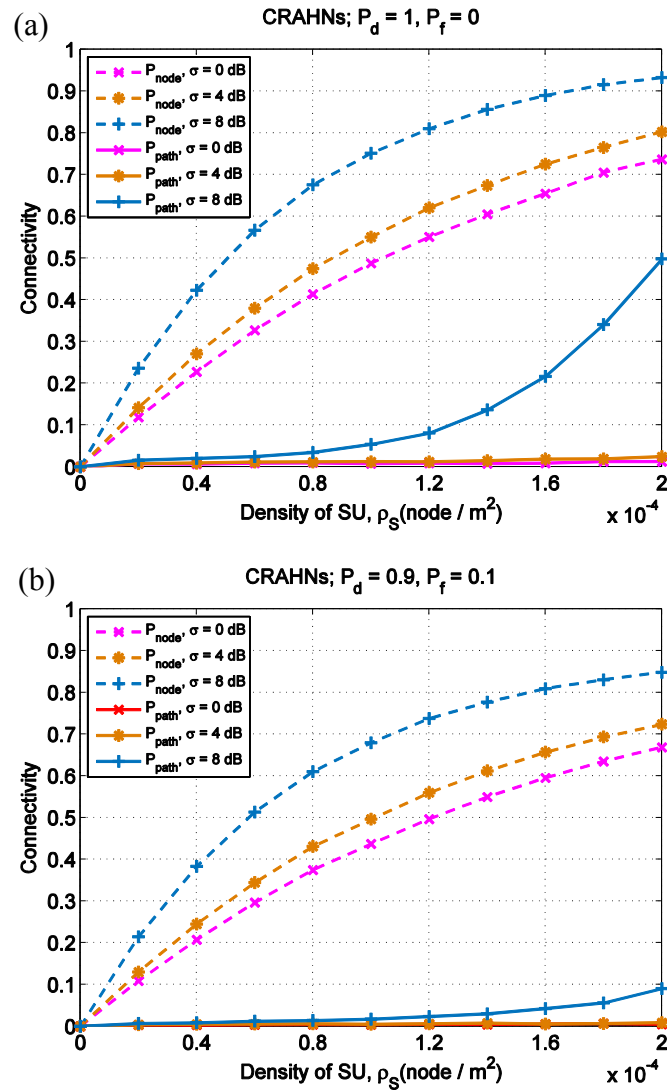 (a)
CRAHNs; P_d = 1, P_f = 0
P_node, σ = 0 dB
P_node, σ = 4 dB
P_node, σ = 8 dB
P_path, σ = 0 dB
P_path, σ = 4 dB
P_path, σ = 8 dB
Connectivity
1
0.9
0.8
0.7
0.6
0.5
0.4
0.3
0.2
0.1
0
0 0.4 0.8 1.2 1.6 2
x 10^-4
Density of SU, ρ_S(node / m^2)
(b)
CRAHNs; P_d = 0.9, P_f = 0.1
P_node, σ = 0 dB
P_node, σ = 4 dB
P_node, σ = 8 dB
P_path, σ = 0 dB
P_path, σ = 4 dB
P_path, σ = 8 dB
Connectivity
1
0.9
0.8
0.7
0.6
0.5
0.4
0.3
0.2
0.1
0
0 0.4 0.8 1.2 1.6 2
x 10^-4
Density of SU, ρ_S(node / m^2)